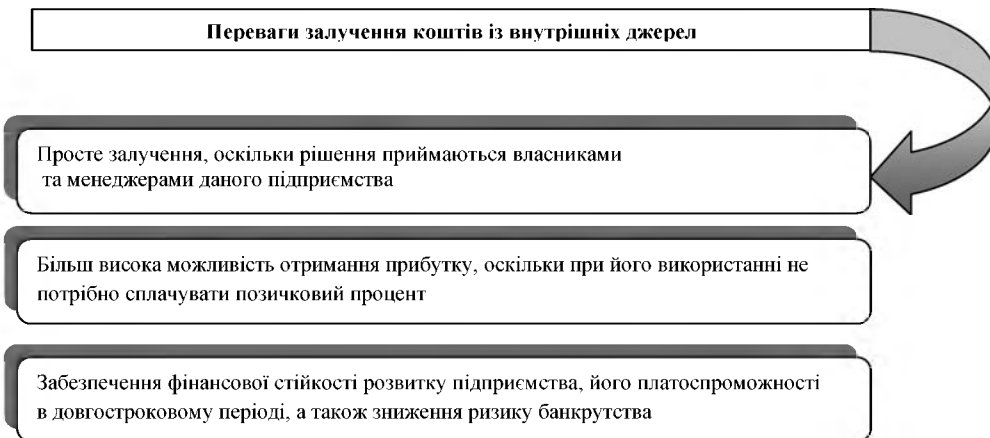 Переваги залучення коштів із внутрішніх джерел
Просте залучення, оскільки рішення приймаються власниками
та менеджерами даного підприємства
Більш висока можливість отримання прибутку, оскільки при його використанні не
потрібно сплачувати позичковий процент
Забезпечення фінансової стійкості розвитку підприємства, його платоспроможності
в довгостроковому періоді, а також зниження ризику банкрутства